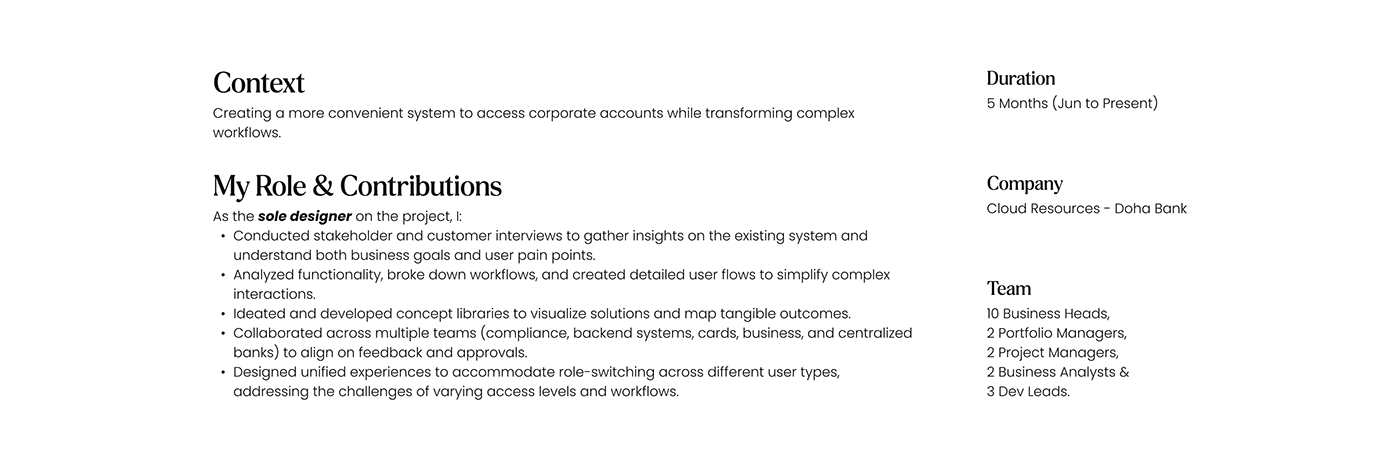 Context
Creating a more convenient system to access corporate accounts while transforming complex
workflows.
My Role & Contributions
As the sole designer on the project, I:
• Conducted stakeholder and customer interviews to gather insights on the existing system and
understand both business goals and user pain points.
• Analyzed functionality, broke down workflows, and created detailed user flows to simplify complex
interactions.
• Ideated and developed concept libraries to visualize solutions and map tangible outcomes.
• Collaborated across multiple teams (compliance, backend systems, cards, business, and centralized
banks) to align on feedback and approvals.
• Designed unified experiences to accommodate role-switching across different user types,
addressing the challenges of varying access levels and workflows.
Duration
5 Months (Jun to Present)
Company
Cloud Resources - Doha Bank
Team
10 Business Heads,
2 Portfolio Managers,
2 Project Managers,
2 Business Analysts &
3 Dev Leads.